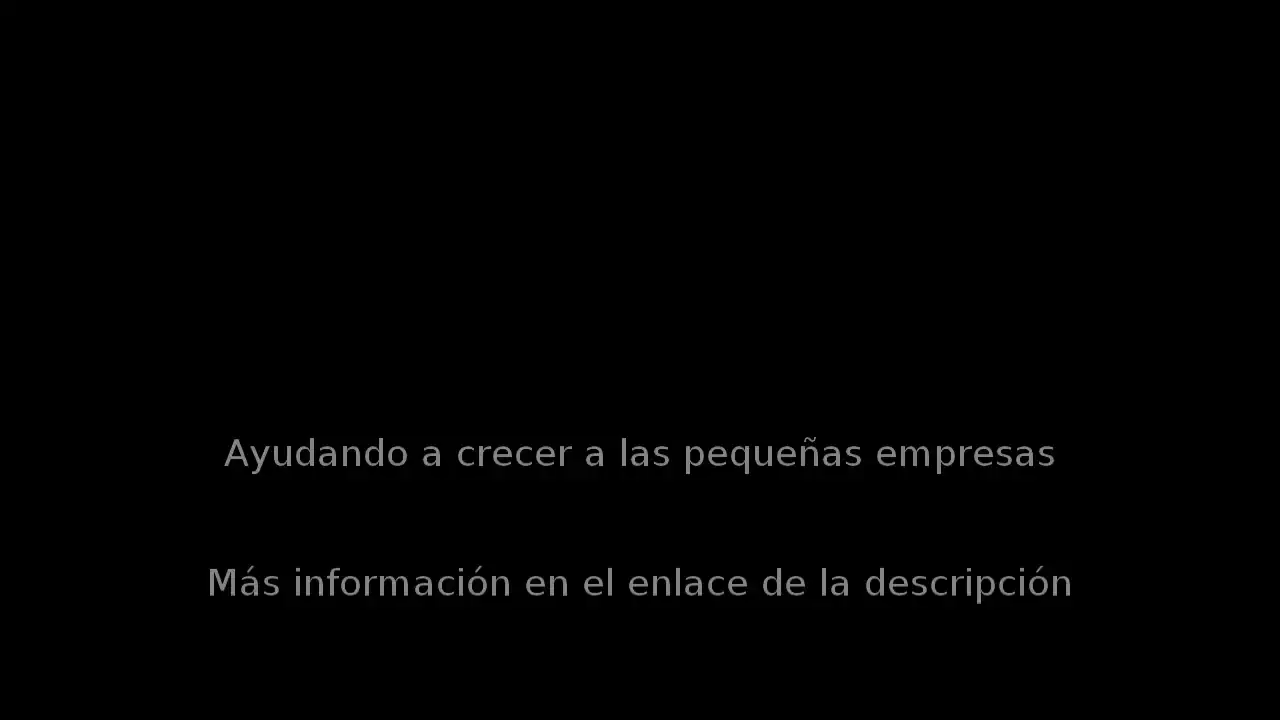 Ayudando a crecer a las pequeñas empresas
Más información en el enlace de la descripción